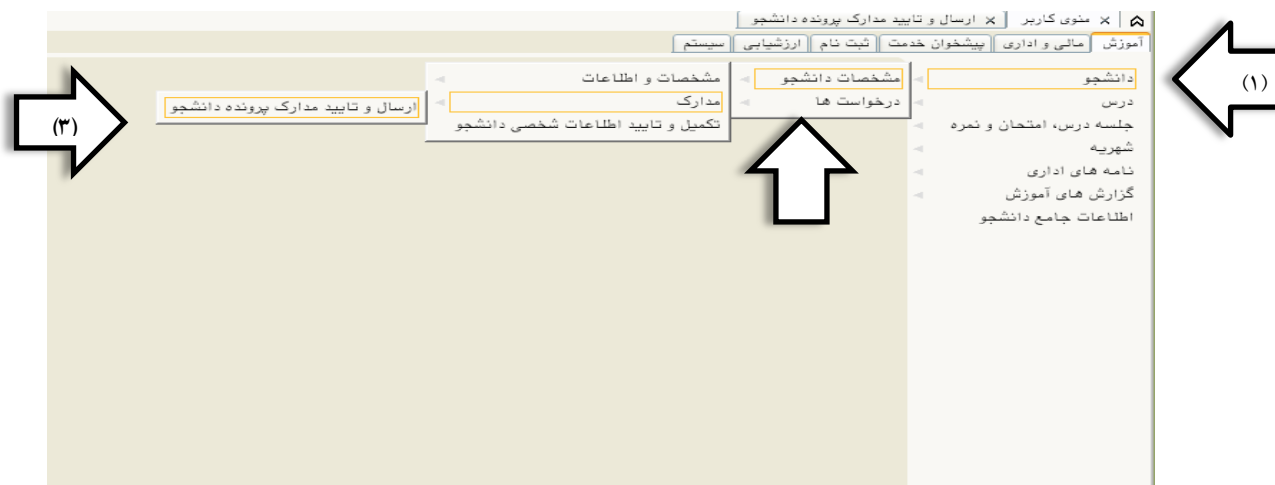 منوی کاربر ارسال و تایید مدارک پرونده دانشجو
آموزش مالی و اداری پیشخوان خدمت ثبت نام ارزشیابی سیستم
دانشجو
درس
جلسه درس، امتحان و نمره
شهریه
نامه های اداری
گزارش های آموزش
اطلاعات جامع دانشجو
مشخصات دانشجو
درخواست ها
مشخصات و اطلاعات
مدارک
تکمیل و تایید اطلاعات شخصی دانشجو
ارسال و تایید مدارک پرونده دانشجو
(۱)
(۳)